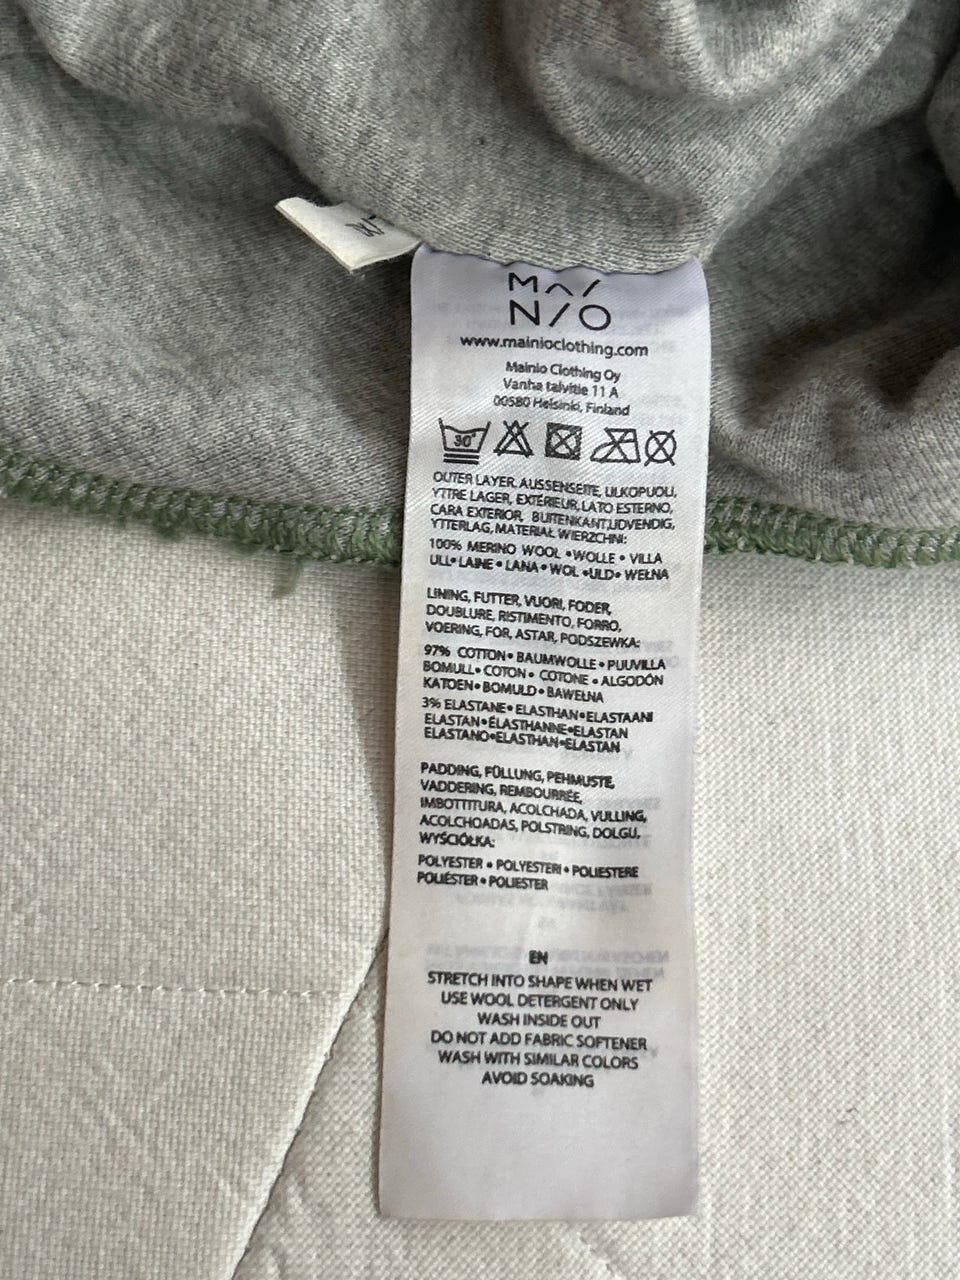 MAI
NIO
www.mainioclothing.com
Mainio Clothing Oy
Vanha talvitie 11 A
00580 Helsinki, Finland
30°
OUTER LAYER, AUSSENSEITE, ULKOPUOLI,
YTTRE LAGER, EXTÉRIEUR, LATO ESTERNO,
CARA EXTERIOR, BUITENKANT,UDVENDIG,
YTTERLAG, MATERIAŁ WIERZCHNI:
100% MERINO WOOL •WOLLE • VILLA
ULL• LAINE • LANA• WOL •ULD• WEŁNA
LINING, FUTTER, VUORI, FODER,
DOUBLURE, RISTIMENTO, FORRO,
VOERING, FOR, ASTAR, PODSZEWKA:
97% COTTON• BAUMWOLLE • PUUVILLA
BOMULL• COTON • COTONE • ALGODÓN
KATOEN• BOMULD• BAWEŁNA
3% ELASTANE• ELASTHAN•ELASTAANI
ELASTAN•ÉLASTHANNE•ELASTAN
ELASTANO•ELASTHAN•ELASTAN
PADDING, FÜLLUNG, PEHMUSTE,
VADDERING, REMBOURRÉE,
IMBOTTITURA, ACOLCHADA, VULLING,
ACOLCHOADAS, POLSTRING, DOLGU,
WYŚCIÓŁKA:
POLYESTER • POLYESTERI • POLIESTERE
POLIÉSTER • POLIESTER
EN
STRETCH INTO SHAPE WHEN WET
USE WOOL DETERGENT ONLY
WASH INSIDE OUT
DO NOT ADD FABRIC SOFTENER
WASH WITH SIMILAR COLORS
AVOID SOAKING